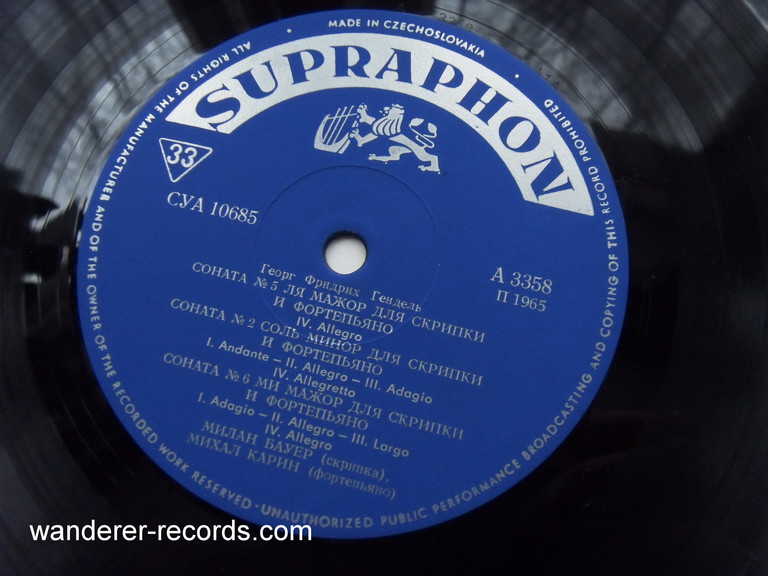 MADE IN CZECHOSLOVAKIA
ALL RIGHTS OF THE MANUFACTURER AND OF THE OWNER OF THE RECORDED WORK RESERVED - UNAUTHORIZED PUBLIC PERFORMANCE BROADCASTING AND COPYING OF THIS RECORD PROHIBITED
SUPRAPHON
33
СУА 10685
А 3358
П 1965
Георг Фридрих Гендель
СОНАТА № 5 ЛЯ МАЖОР ДЛЯ СКРИПКИ
И ФОРТЕПЬЯНО
IV. Allegro
СОНАТА № 2 СОЛЬ МИНОР ДЛЯ СКРИПКИ
И ФОРТЕПЬЯНО
I. Andante – II. Allegro – III. Adagio
IV. Allegretto
СОНАТА № 6 МИ МАЖОР ДЛЯ СКРИПКИ
И ФОРТЕПЬЯНО
I. Adagio – II. Allegro – III. Largo
IV. Allegro
МИЛАН БАУЕР (скрипка),
МИХАЛ КАРИН (фортепьяно)
wanderer-records.com